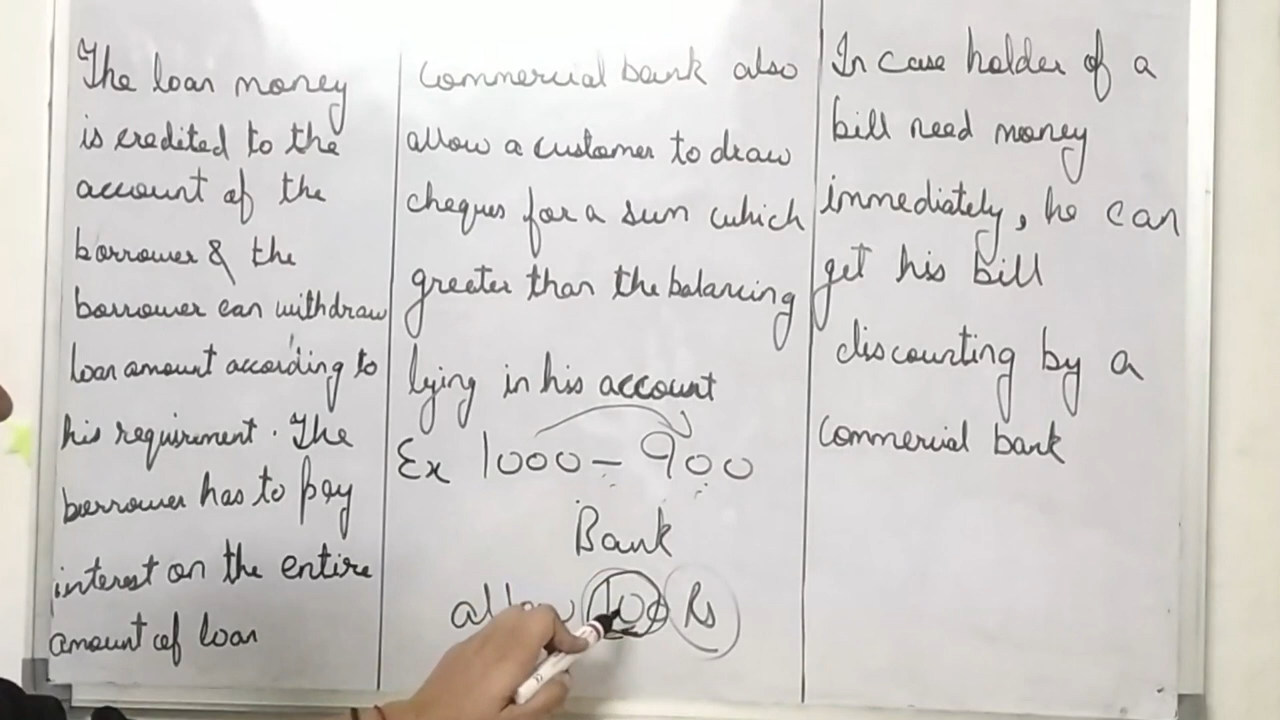 The loan money
is credited to the
account of the
borrower & the
borrower can withdraw
loan amount according to
his requirment. The
borrower has to pay
interest on the entire
amount of loan
Commercial bank also
allow a customer to draw
cheques for a sum which
greater than the balancing
lying in his account
Ex 1000 - 900
Bank
allow 100 Rs
In case holder of a
bill need money
immediately, he can
get his bill
discounting by a
commercial bank